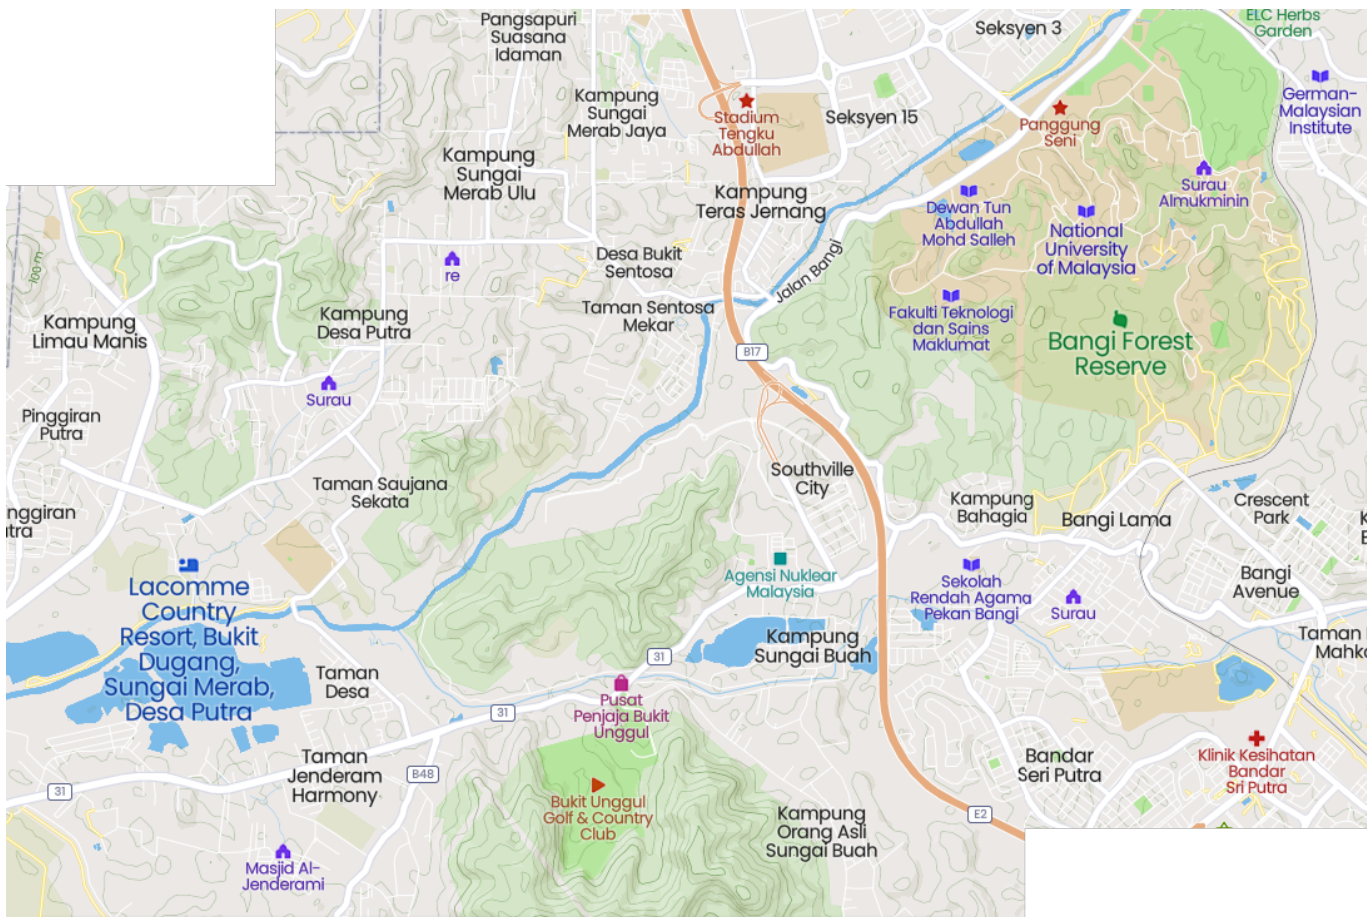 Pangsapuri
Suasana
Idaman
Seksyen 3
ELC Herbs
Garden
German-
Malaysian
Institute
Kampung
Sungai
Merab Jaya
Stadium
Tengku
Abdullah
Seksyen 15
Panggung
Seni
Kampung
Sungai
Merab Ulu
Surau
Almukminin
Kampung
Teras Jernang
Dewan Tun
Abdullah
Mohd Salleh
National
University
of Malaysia
Jalan Bangi
re
Desa Bukit
Sentosa
100 m
Taman Sentosa
Mekar
Kampung
Limau Manis
Kampung
Desa Putra
Fakulti Teknologi
dan Sains
Maklumat
Bangi Forest
Reserve
B17
Surau
Pinggiran
Putra
Taman Saujana
Sekata
Southville
City
Kampung
Bahagia
Bangi Lama
Crescent
Park
nggiran
utra
K
B
Lacomme
Country
Resort, Bukit
Dugang,
Sungai Merab,
Desa Putra
Agensi Nuklear
Malaysia
Sekolah
Rendah Agama
Pekan Bangi
Surau
Bangi
Avenue
Kampung
Sungai Buah
Taman
Mahko
31
Taman
Desa
Pusat
Penjaja Bukit
Unggul
31
Taman
Jenderam
Harmony
B48
31
Bandar
Seri Putra
Klinik Kesihatan
Bandar
Sri Putra
Bukit Unggul
Golf & Country
Club
Kampung
Orang Asli
Sungai Buah
E2
Masjid Al-
Jenderami